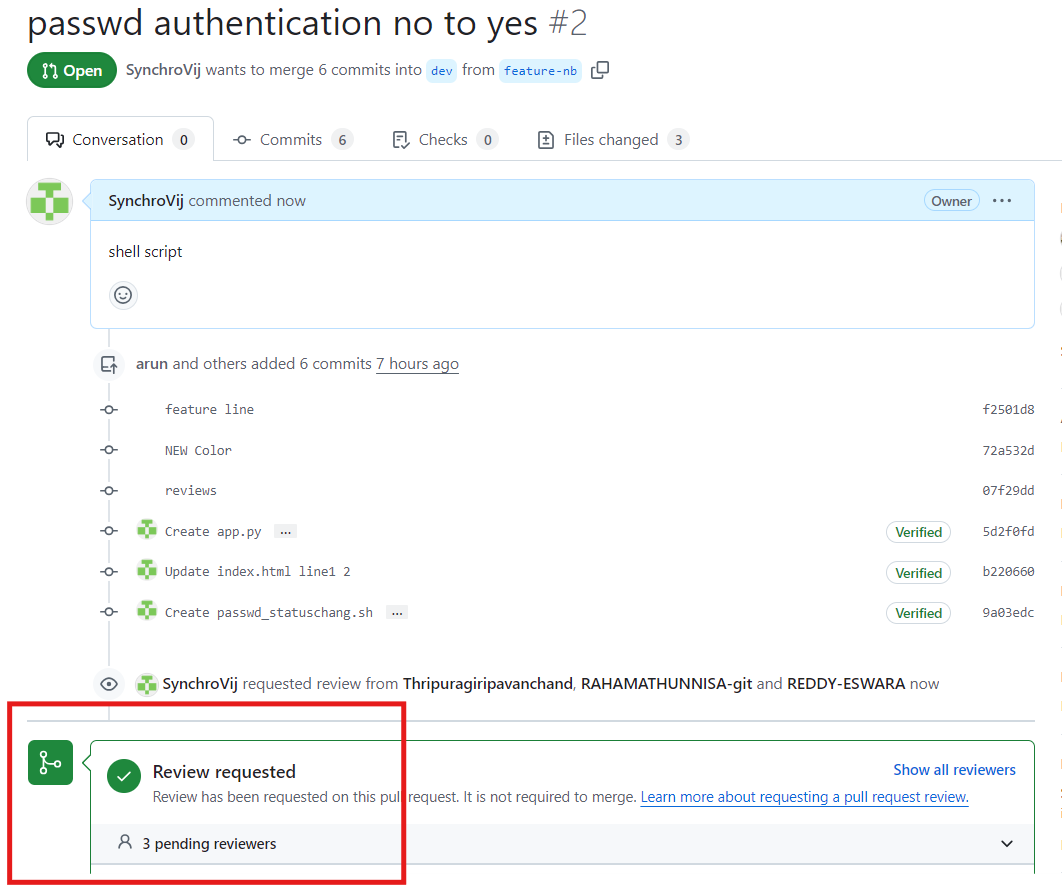 passwd authentication no to yes #2
Open SynchroVij wants to merge 6 commits into dev from feature-nb
Conversation 0 Commits 6 Checks 0 Files changed 3
SynchroVij commented now Owner
shell script
arun and others added 6 commits 7 hours ago
feature line f2501d8
NEW Color 72a532d
reviews 07f29dd
Create app.py ... Verified 5d2f0fd
Update index.html line1 2 Verified b220660
Create passwd_statuschang.sh ... Verified 9a03edc
SynchroVij requested review from Thripuragiripavanchand, RAHAMATHUNNISA-git and REDDY-ESWARA now
Review requested Show all reviewers
Review has been requested on this pull request. It is not required to merge. Learn more about requesting a pull request review.
3 pending reviewers